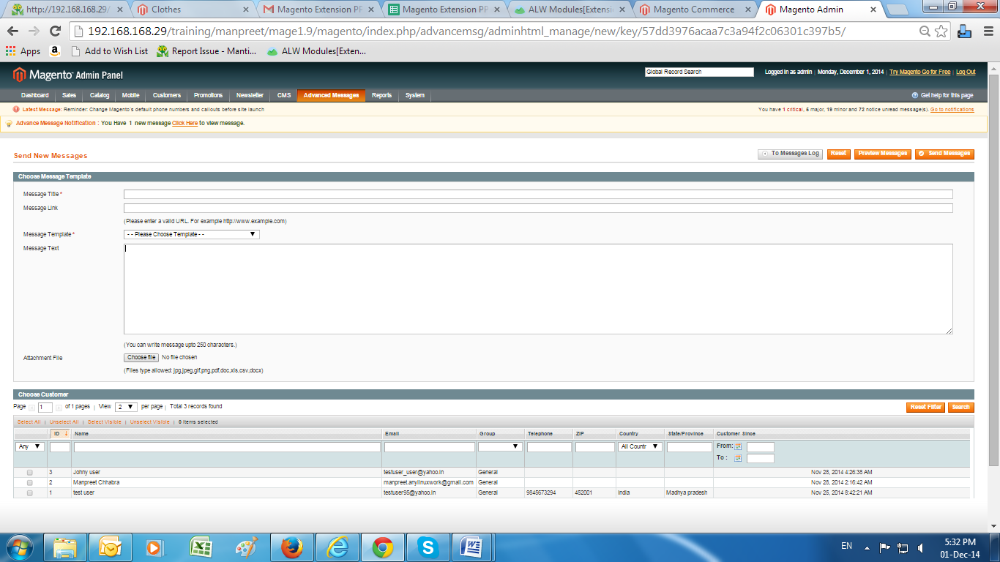 http://192.168.168.29/ Clothes Magento Extension PP Magento Extension PP ALW Modules[Extensi Magento Commerce Magento Admin
192.168.168.29/training/manpreet/mage1.9/magento/index.php/advancemsg/adminhtml_manage/new/key/57dd3976acaa7c3a94f2c06301c397b5/
Apps Add to Wish List Report Issue - Manti... ALW Modules[Exten...
Magento Admin Panel Global Record Search Logged in as admin | Monday, December 1, 2014 | Try Magento Go for Free | Log Out
Dashboard Sales Catalog Mobile Customers Promotions Newsletter CMS Advanced Messages Reports System Get help for this page
Latest Message: Reminder: Change Magento's default phone numbers and callouts before site launch You have 1 critical, 5 major, 19 minor and 72 notice unread message(s). Go to notifications
Advance Message Notification : You Have 1 new message Click Here to view message.
Send New Messages To Messages Log Reset Preview Messages Send Messages
Choose Message Template
Message Title *
Message Link
(Please enter a valid URL. For example http://www.example.com)
Message Template * - - Please Choose Template - -
Message Text
(You can write message upto 250 characters.)
Attachment File Choose file No file chosen
(Files type allowed: jpg,jpeg,gif,png,pdf,doc,xls,csv,docx)
Choose Customer
Page 1 of 1 pages | View 2 per page | Total 3 records found Reset Filter Search
Select All | Unselect All | Select Visible | Unselect Visible | 0 items selected
ID Name Email Group Telephone ZIP Country State/Province Customer Since
Any All Countr From:
To :
3 Johny user testuser_user@yahoo.in General Nov 28, 2014 4:26:38 AM
2 Manpreet Chhabra manpreet.anylinuxwork@gmail.com General Nov 28, 2014 2:16:42 AM
1 test user testuser95@yahoo.in General 9845673294 452001 India Madhya pradesh Nov 25, 2014 8:42:21 AM
EN 5:32 PM
01-Dec-14